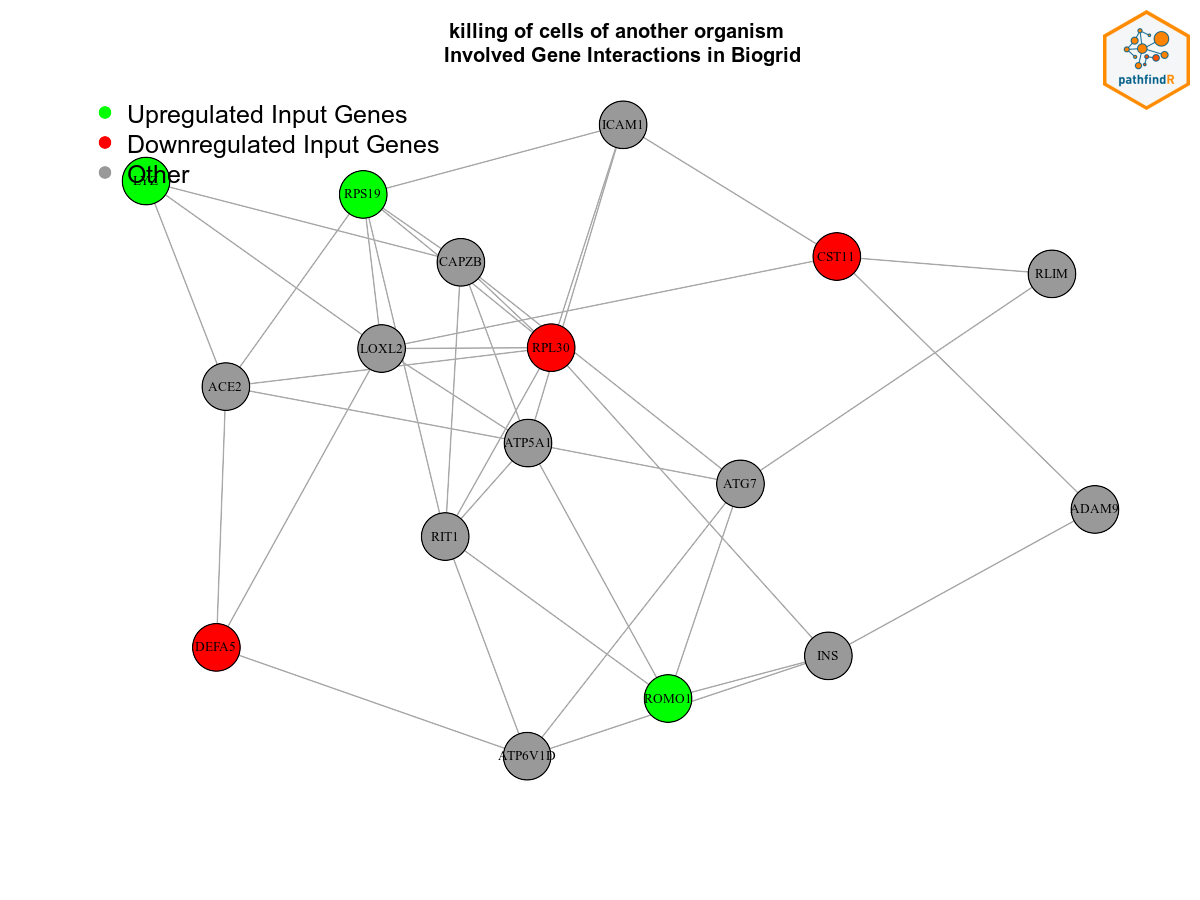 killing of cells of another organism
Involved Gene Interactions in Biogrid
pathfindR
Upregulated Input Genes
Downregulated Input Genes
Other
ICAM1
LYZ
RPS19
CAPZB
CST11
RLIM
LOXL2
RPL30
ACE2
ATP5A1
ATG7
ADAM9
RIT1
DEFA5
INS
ROMO1
ATP6V1D